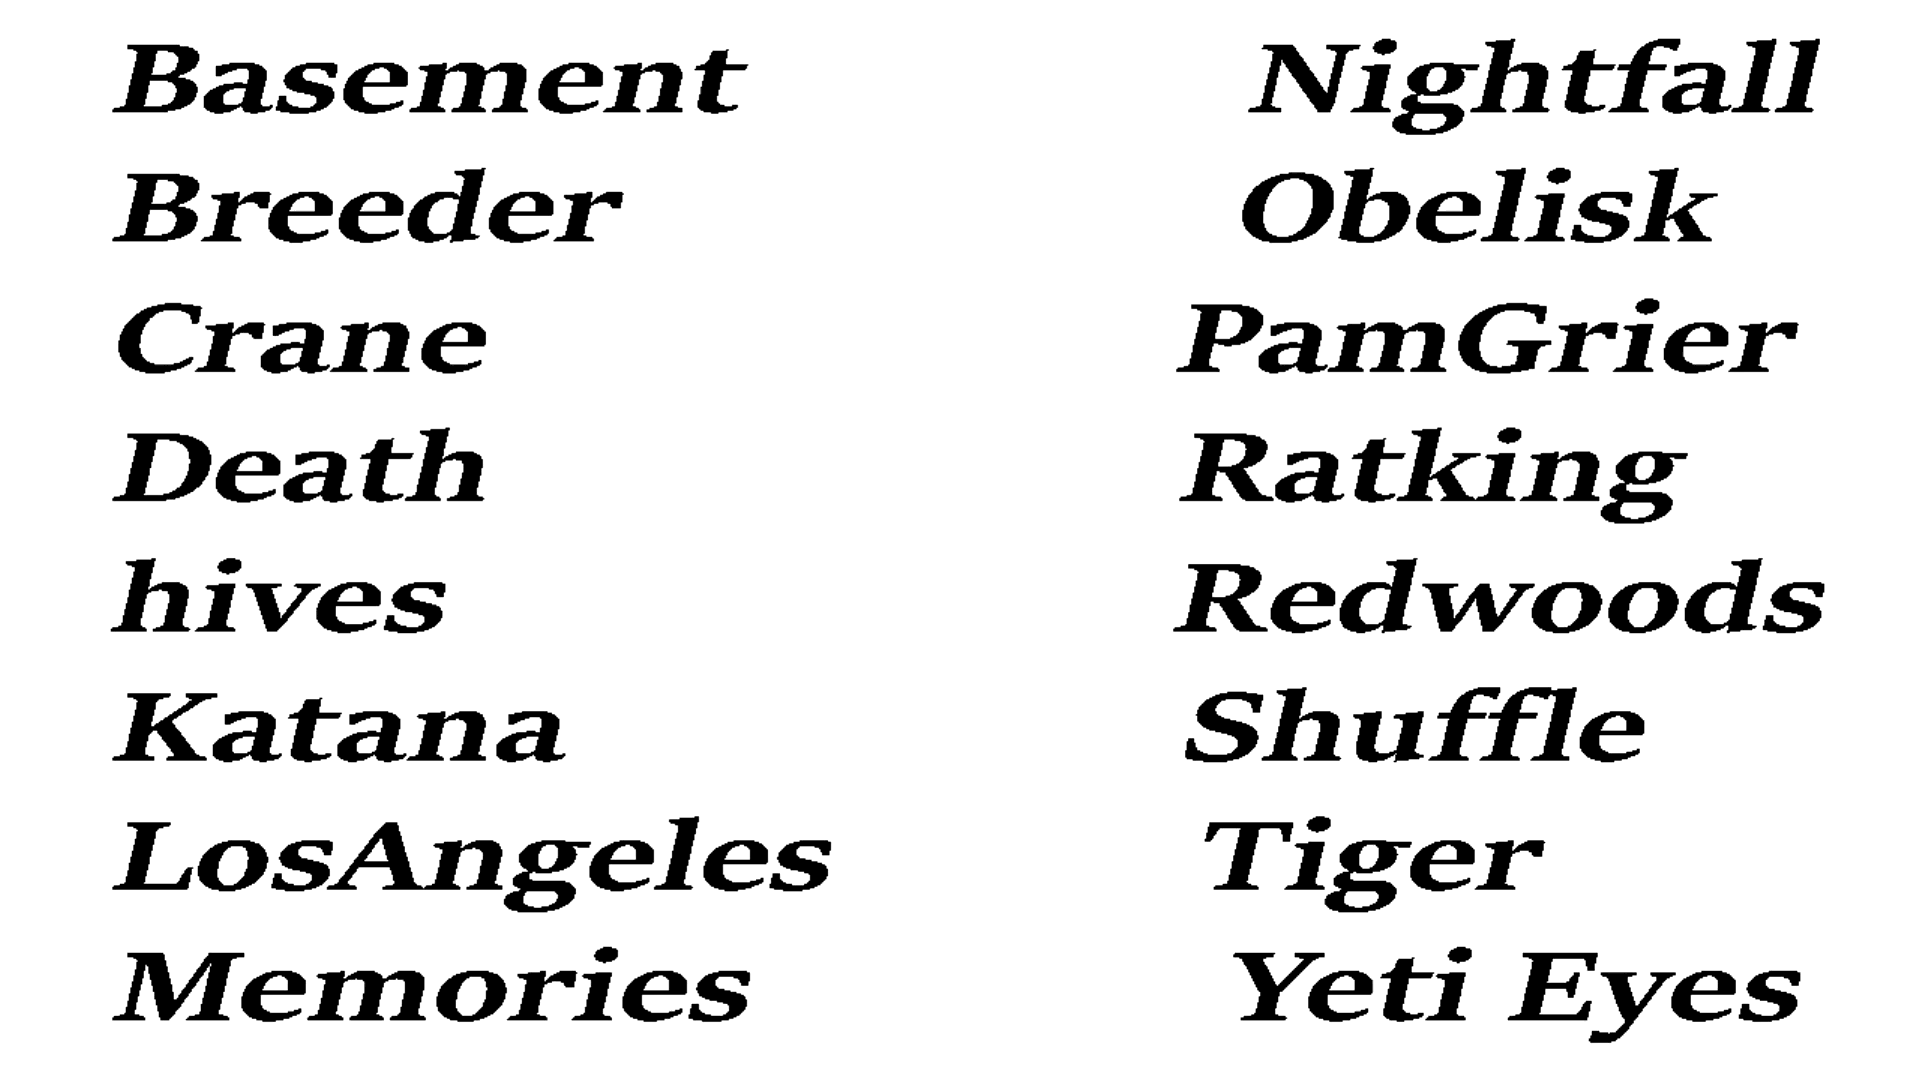 Basement
Breeder
Crane
Death
hives
Katana
LosAngeles
Memories
Nightfall
Obelisk
PamGrier
Ratking
Redwoods
Shuffle
Tiger
Yeti Eyes